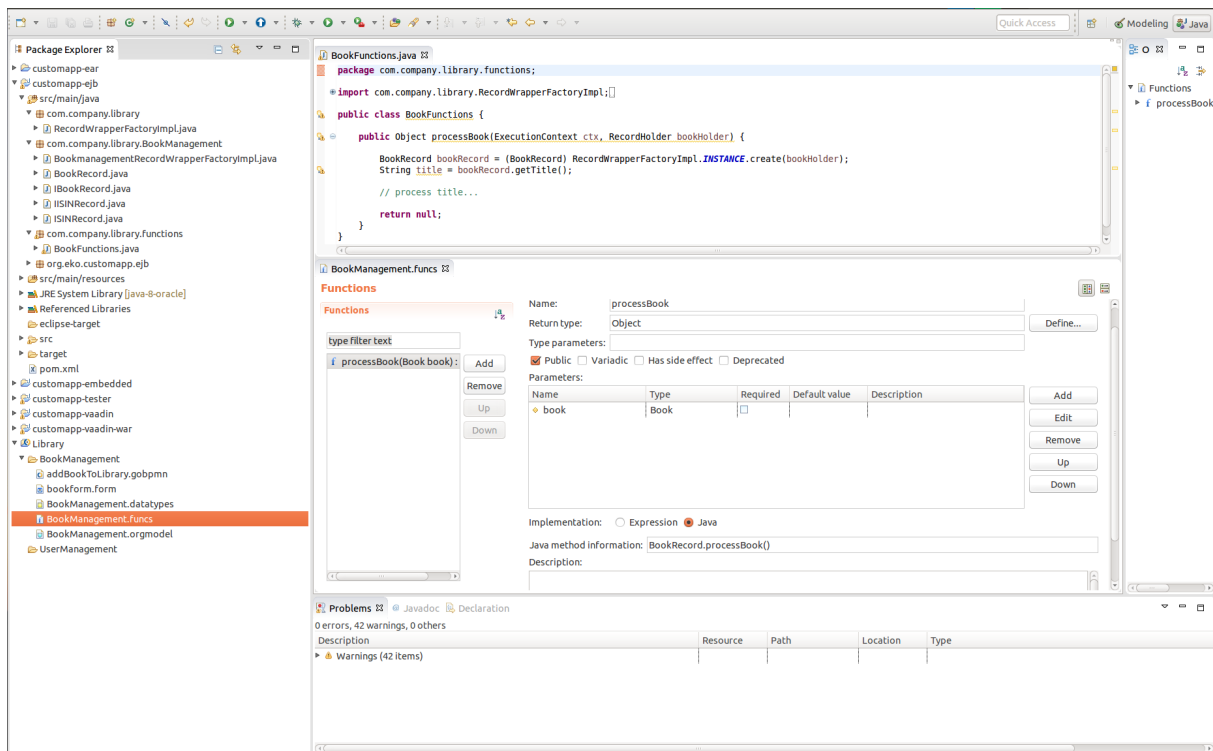 Quick Access
Modeling
Java
Package Explorer
customapp-ear
customapp-ejb
src/main/java
com.company.library
RecordWrapperFactoryImpl.java
com.company.library.BookManagement
BookmanagementRecordWrapperFactoryImpl.java
BookRecord.java
IBookRecord.java
IISINRecord.java
ISINRecord.java
com.company.library.functions
BookFunctions.java
org.eko.customapp.ejb
src/main/resources
JRE System Library [java-8-oracle]
Referenced Libraries
eclipse-target
src
target
pom.xml
customapp-embedded
customapp-tester
customapp-vaadin
customapp-vaadin-war
Library
BookManagement
addBookToLibrary.gobpmn
bookform.form
BookManagement.datatypes
BookManagement.funcs
BookManagement.orgmodel
UserManagement
BookFunctions.java
package com.company.library.functions;
import com.company.library.RecordWrapperFactoryImpl;
public class BookFunctions {
public Object processBook(ExecutionContext ctx, RecordHolder bookHolder) {
BookRecord bookRecord = (BookRecord) RecordWrapperFactoryImpl.INSTANCE.create(bookHolder);
String title = bookRecord.getTitle();
// process title...
return null;
}
}
BookManagement.funcs
Functions
Functions
type filter text
processBook(Book book) :
Add
Remove
Up
Down
Name: processBook
Return type: Object Define...
Type parameters:
Public Variadic Has side effect Deprecated
Parameters:
Name Type Required Default value Description
book Book
Add
Edit
Remove
Up
Down
Implementation: Expression Java
Java method information: BookRecord.processBook()
Description:
Problems Javadoc Declaration
0 errors, 42 warnings, 0 others
Description Resource Path Location Type
Warnings (42 items)
O
Functions
processBook